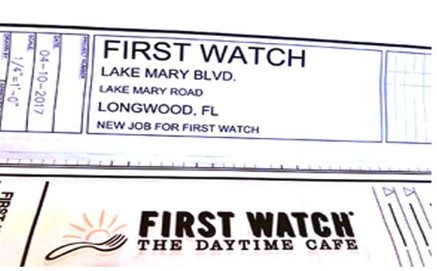 FIRST WATCH
LAKE MARY BLVD.
LAKE MARY ROAD
LONGWOOD, FL
NEW JOB FOR FIRST WATCH
DATE
04-10-2017
SCALE
1/4"=1'-0"
FIRST WATCH
THE DAYTIME CAFE